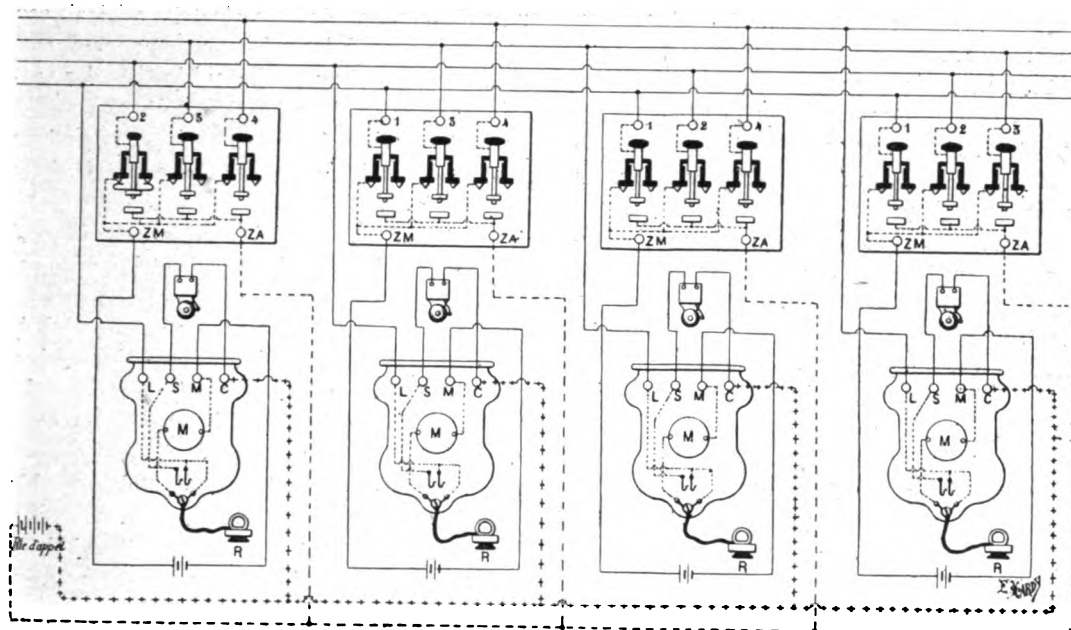 2 3 4
ZM ZA
1 3 4
ZM ZA
1 2 4
ZM ZA
1 2 3
ZM ZA
L S M C
M
R
L S M C
M
R
L S M C
M
R
L S M C
M
R
Pile d'appel